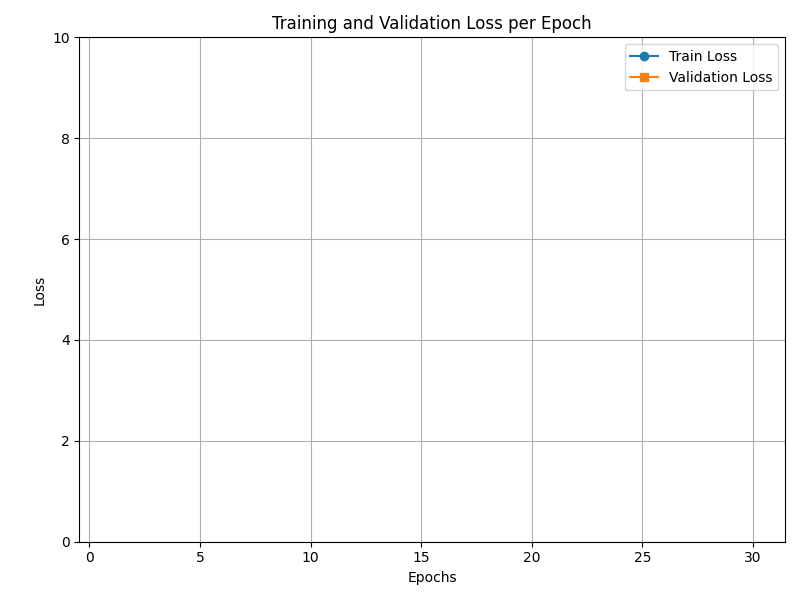 Training and Validation Loss per Epoch
10
Train Loss
Validation Loss
8
6
Loss
4
2
0
0 5 10 15 20 25 30
Epochs